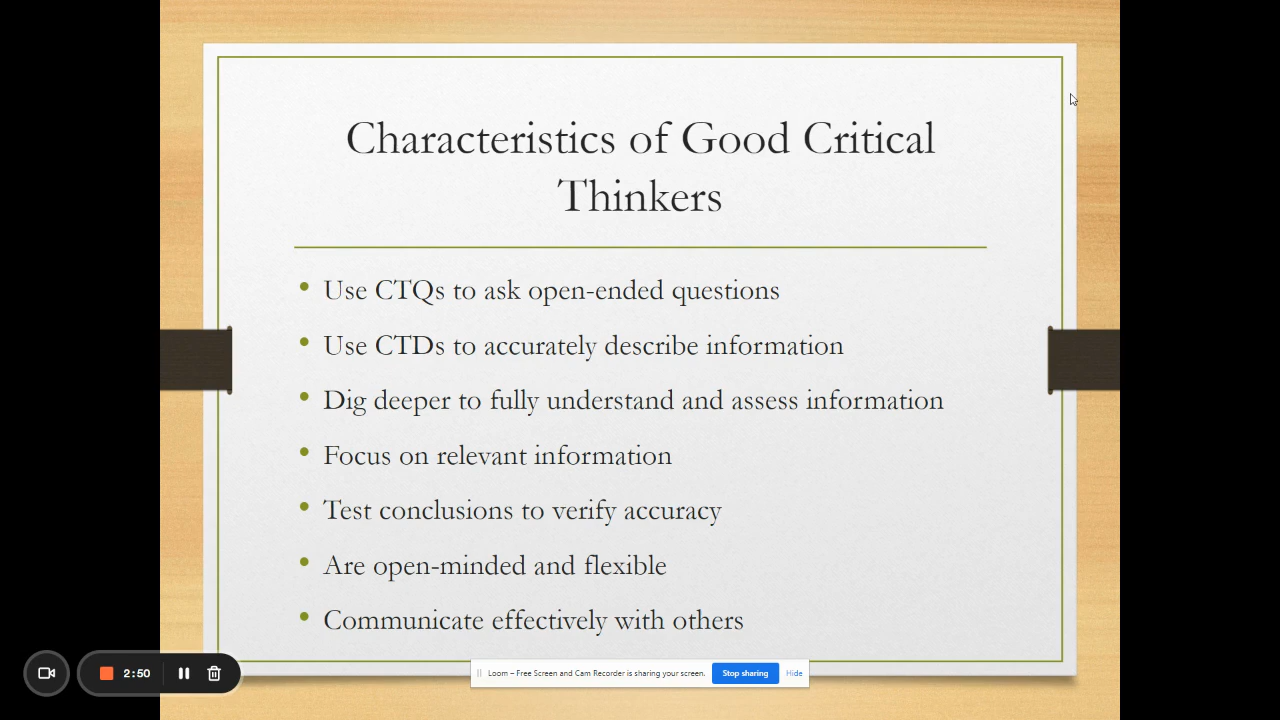 Characteristics of Good Critical
Thinkers
• Use CTQs to ask open-ended questions
• Use CTDs to accurately describe information
• Dig deeper to fully understand and assess information
• Focus on relevant information
• Test conclusions to verify accuracy
• Are open-minded and flexible
• Communicate effectively with others
2:50
Loom – Free Screen and Cam Recorder is sharing your screen. Stop sharing Hide